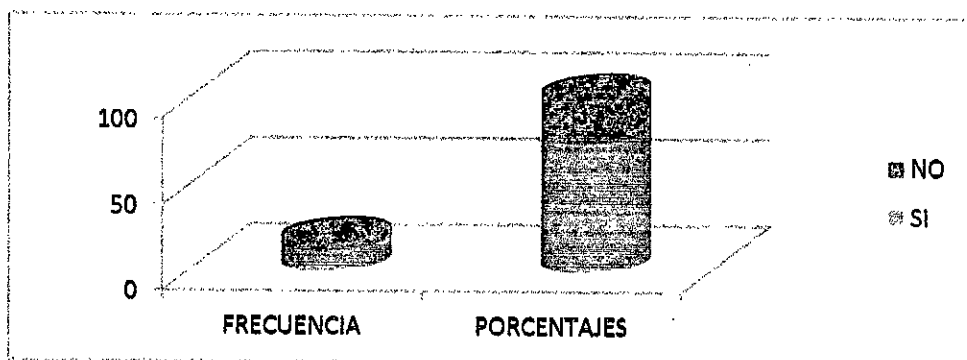 100
50
0
FRECUENCIA
PORCENTAJES
NO
SI